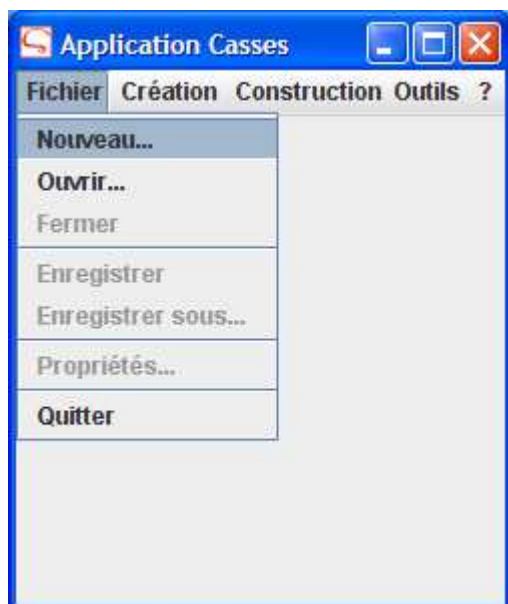 Application Casses
Fichier Création Construction Outils ?
Nouveau...
Ouvrir...
Fermer
Enregistrer
Enregistrer sous...
Propriétés...
Quitter